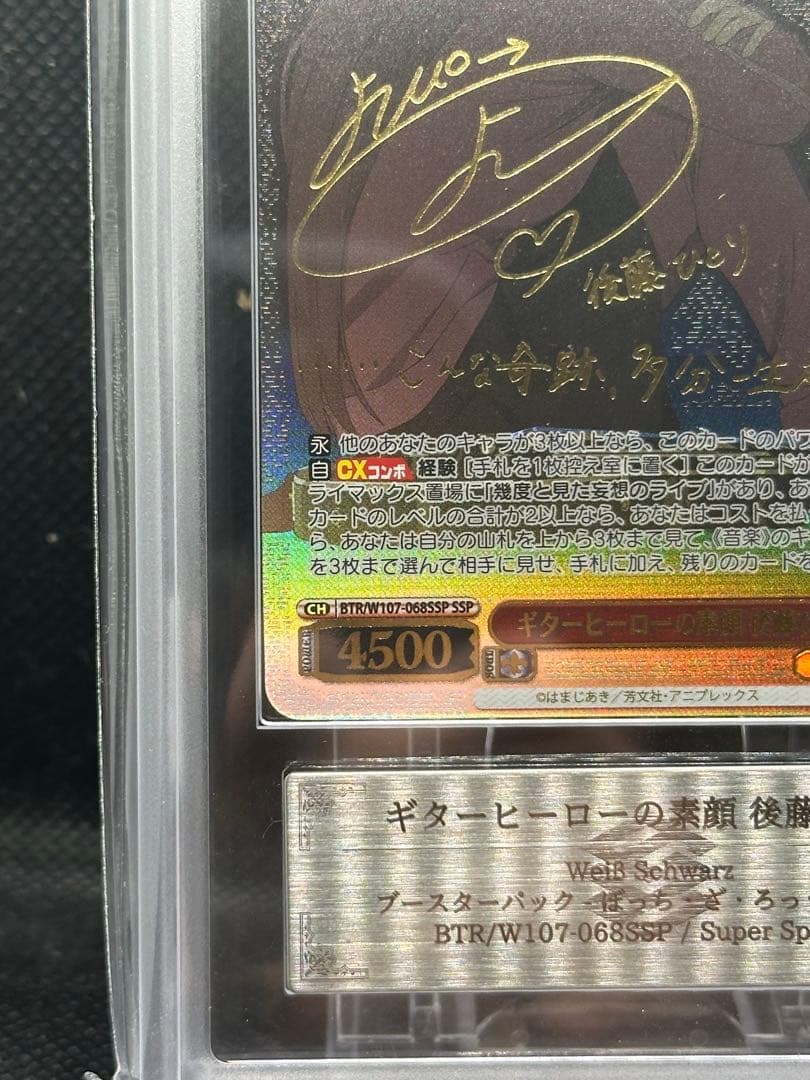 後藤ひとり
……こんな奇跡、多分一生
永 他のあなたのキャラが3枚以上なら、このカードのパワ
自 CXコンボ 経験 [手札を1枚控え室に置く] このカードが
ライマックス置場に「幾度と見た妄想のライブ」があり、あ
カードのレベルの合計が2以上なら、あなたはコストを払
ら、あなたは自分の山札を上から3枚まで見て、《音楽》のキ
を3枚まで選んで相手に見せ、手札に加え、残りのカードを
CH BTR/W107-068SSP SSP
ギターヒーローの
4500
©はまじあき/芳文社・アニプレックス
ギターヒーローの素顔 後藤
Weiß Schwarz
ブースターパック -ぼっち・ざ・ろっ
BTR/W107-068SSP / Super Sp